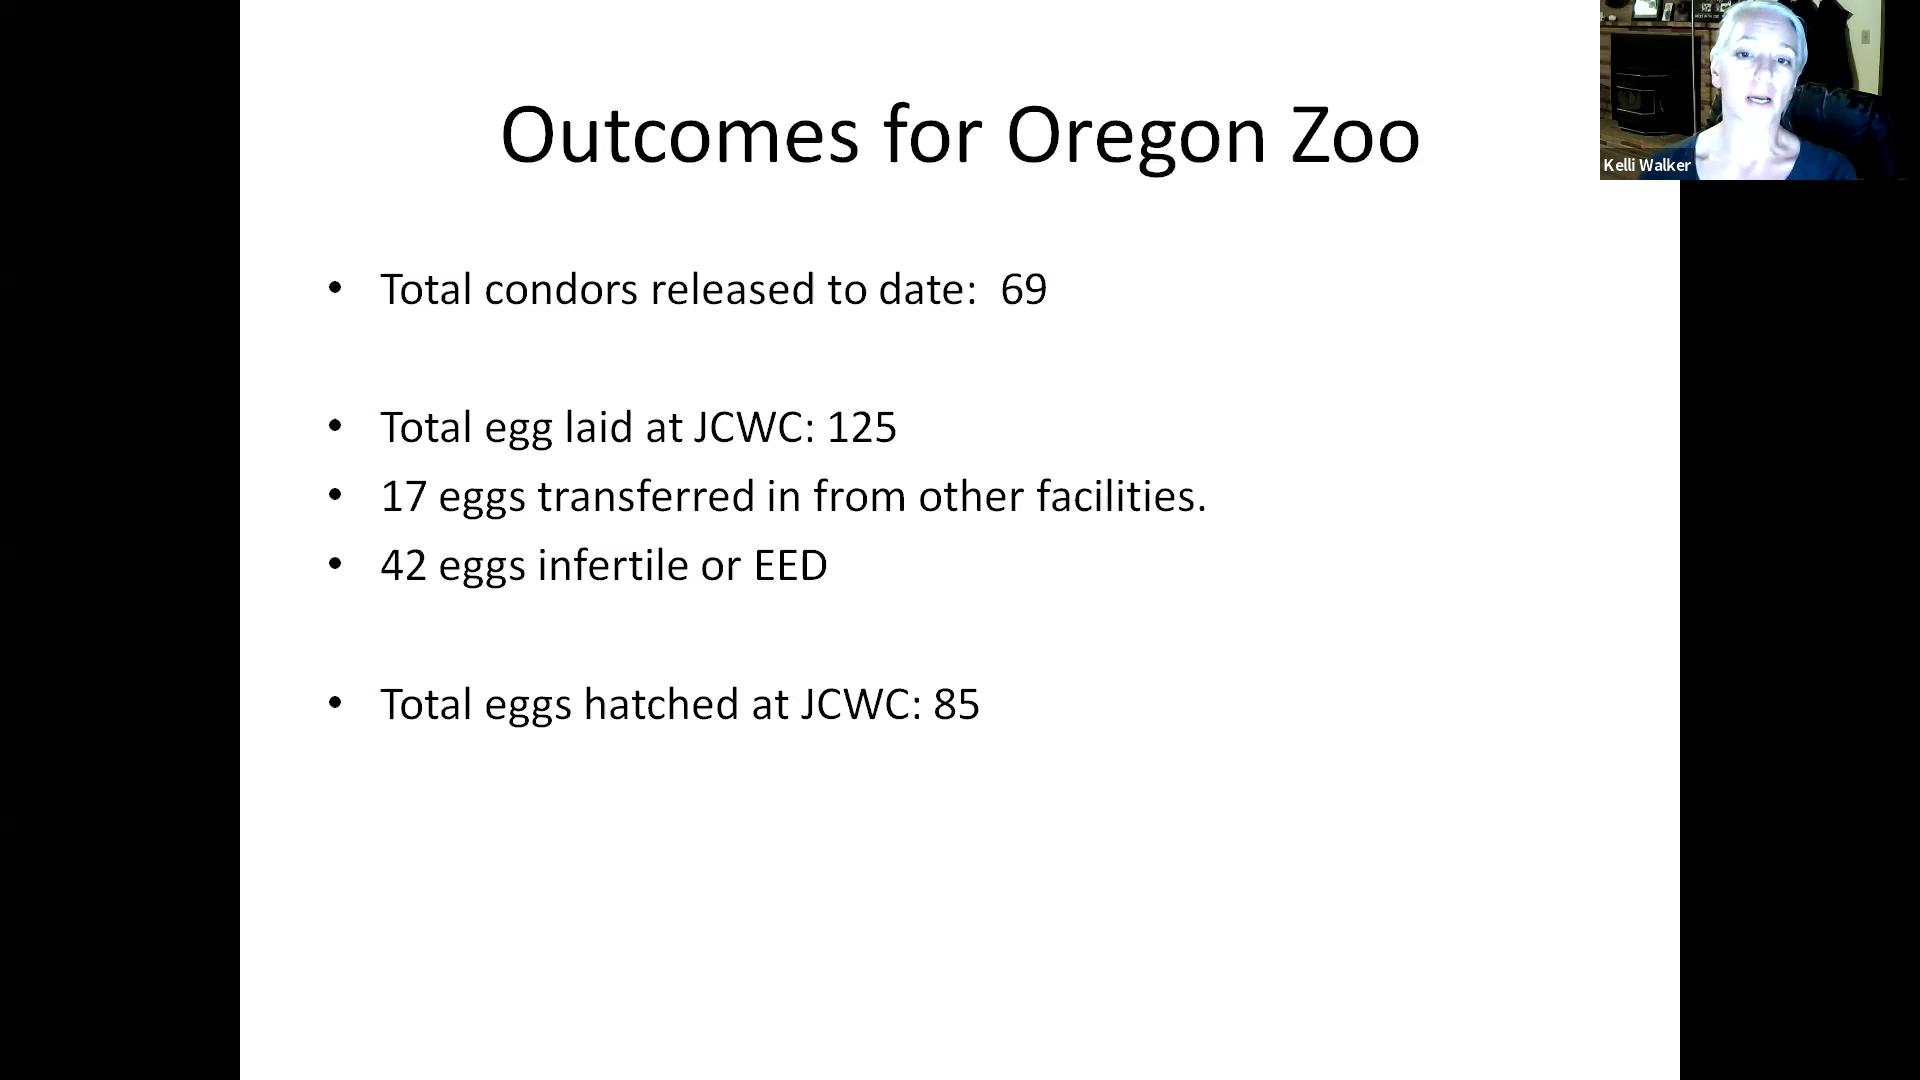 Outcomes for Oregon Zoo
Kelli Walker
• Total condors released to date:  69
• Total egg laid at JCWC: 125
• 17 eggs transferred in from other facilities.
• 42 eggs infertile or EED
• Total eggs hatched at JCWC: 85